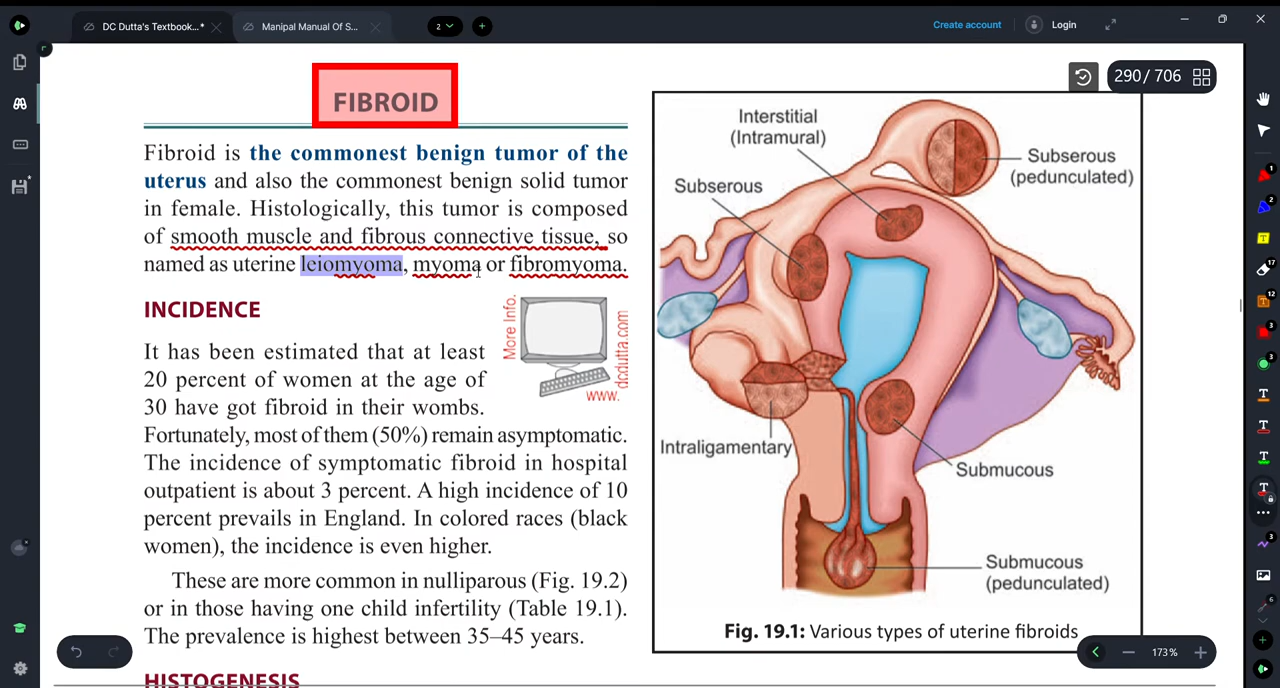 DC Dutta's Textbook...*
Manipal Manual Of S...
2
Create account
Login
290/ 706
FIBROID
Fibroid is the commonest benign tumor of the
uterus and also the commonest benign solid tumor
in female. Histologically, this tumor is composed
of smooth muscle and fibrous connective tissue, so
named as uterine leiomyoma, myoma or fibromyoma.
INCIDENCE
It has been estimated that at least
20 percent of women at the age of
30 have got fibroid in their wombs.
Fortunately, most of them (50%) remain asymptomatic.
The incidence of symptomatic fibroid in hospital
outpatient is about 3 percent. A high incidence of 10
percent prevails in England. In colored races (black
women), the incidence is even higher.
These are more common in nulliparous (Fig. 19.2)
or in those having one child infertility (Table 19.1).
The prevalence is highest between 35–45 years.
HISTOGENESIS
More Info.
www.
dcdutta.com
Interstitial
(Intramural)
Subserous
Subserous
(pedunculated)
Intraligamentary
Submucous
Submucous
(pedunculated)
Fig. 19.1: Various types of uterine fibroids
173%
1
2
T
17
T
12
3
3
T
T
T
T
3
6